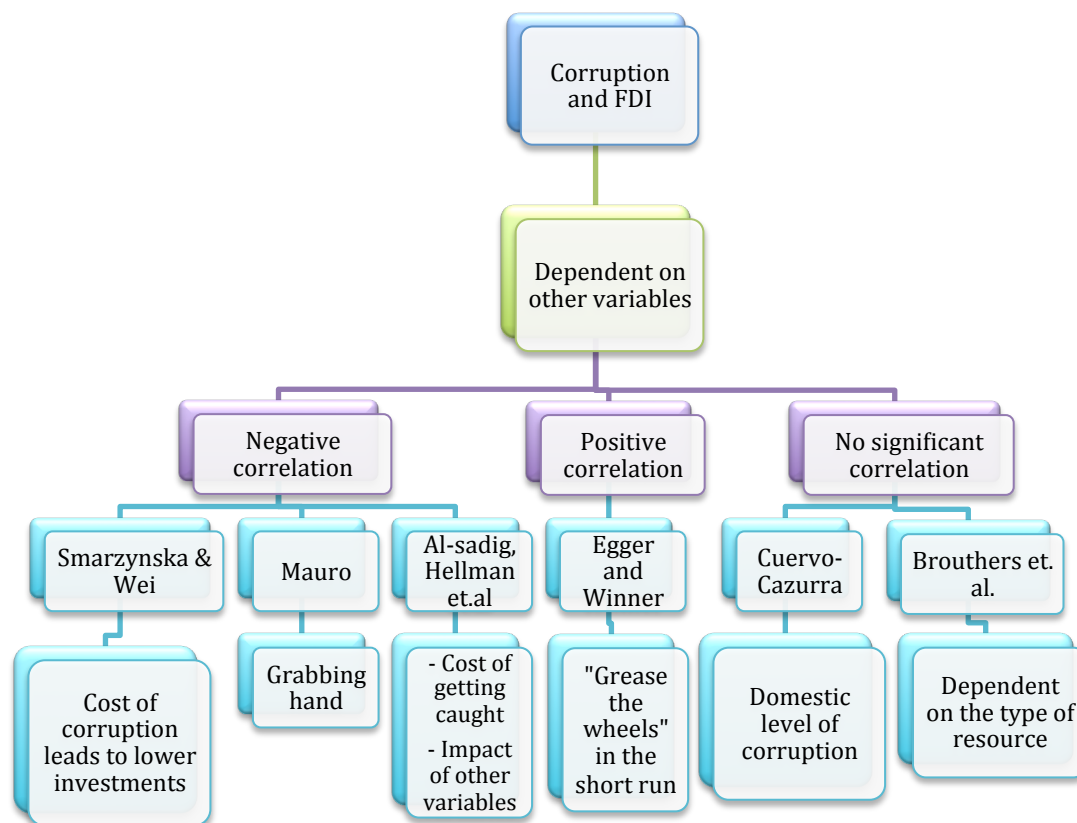 Corruption
and FDI
Dependent on
other variables
Negative
correlation
Positive
correlation
No significant
correlation
Smarzynska &
Wei
Mauro
Al-sadig,
Hellman
et.al
Egger
and
Winner
Cuervo-
Cazurra
Brouthers et.
al.
Cost of
corruption
leads to lower
investments
Grabbing
hand
- Cost of
getting
caught
- Impact of
other
variables
"Grease
the
wheels"
in the
short run
Domestic
level of
corruption
Dependent
on the type of
resource